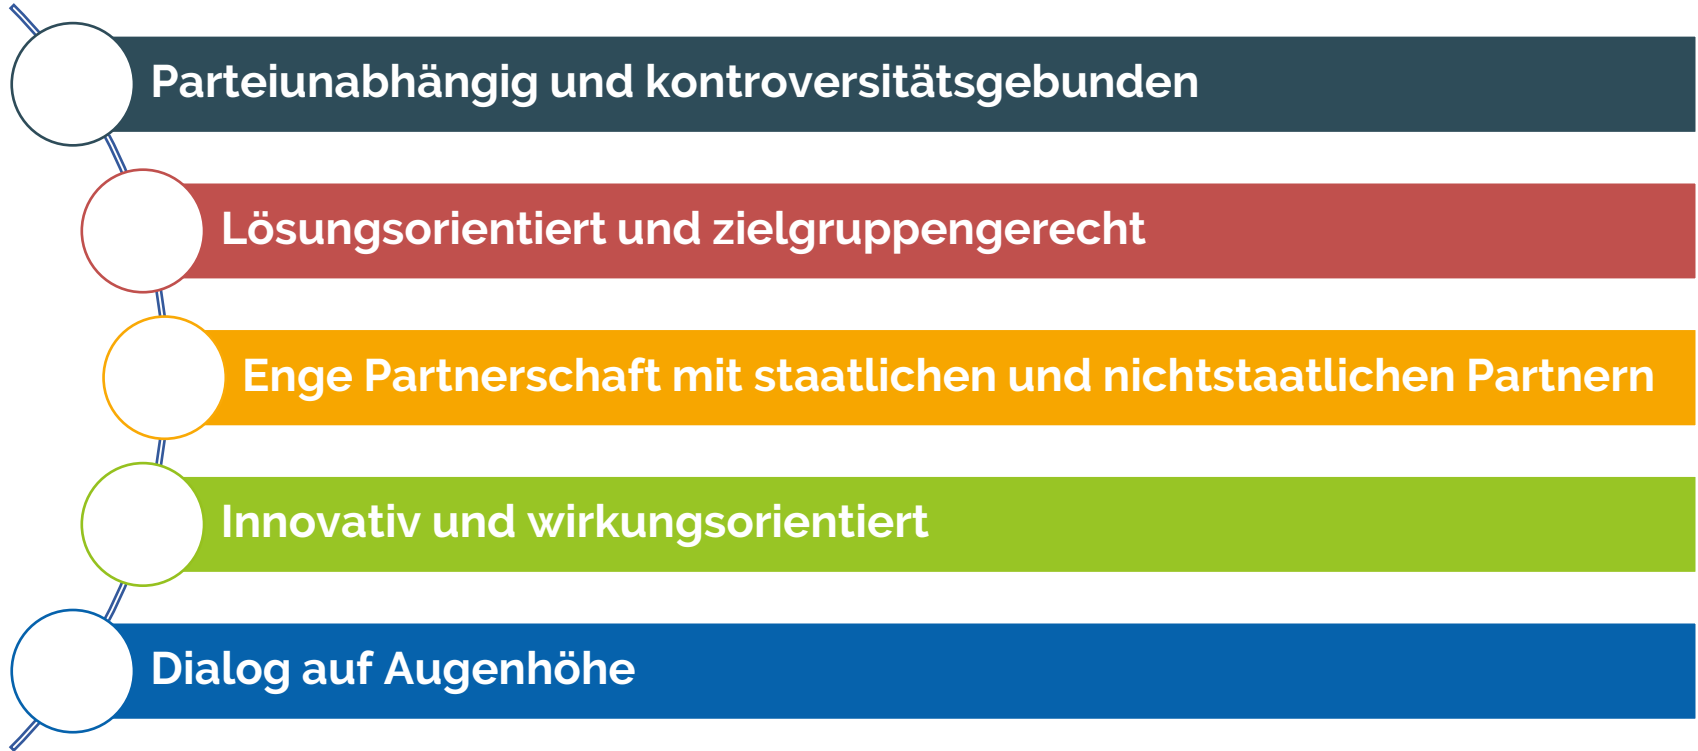 Parteiunabhängig und kontroversitätsgebunden
Lösungsorientiert und zielgruppengerecht
Enge Partnerschaft mit staatlichen und nichtstaatlichen Partnern
Innovativ und wirkungsorientiert
Dialog auf Augenhöhe